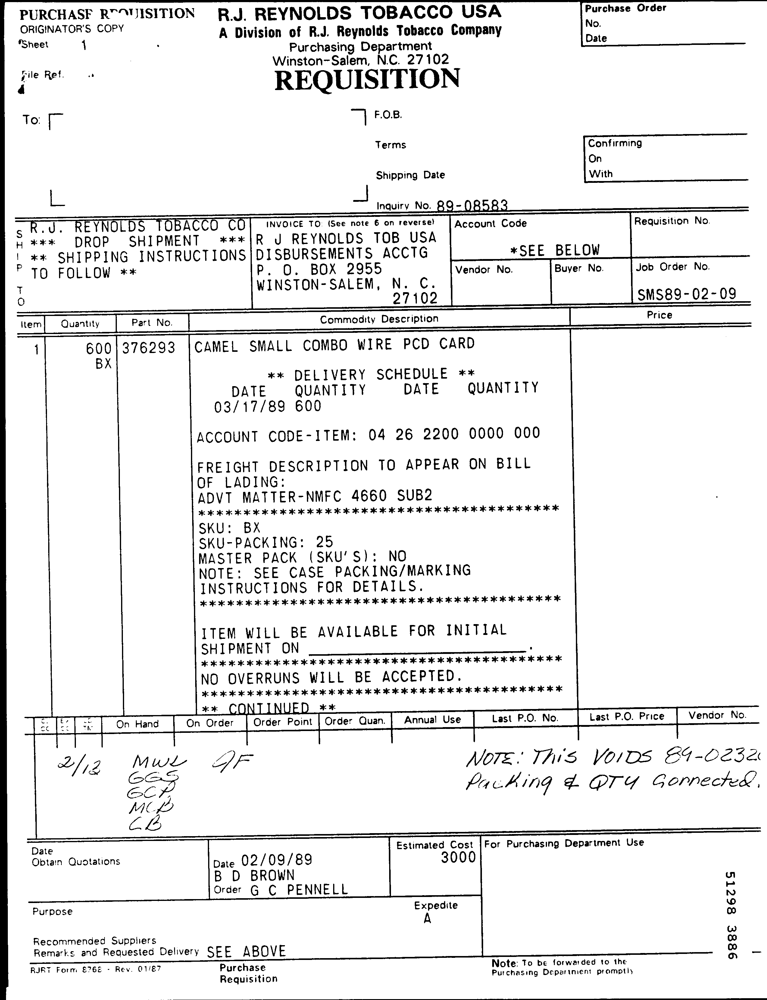 PURCHASE REQUISITION
ORIGINATOR'S COPY
Sheet 1
File Ref.
R.J. REYNOLDS TOBACCO USA
A Division of R.J. Reynolds Tobacco Company
Purchasing Department
Winston-Salem, N.C. 27102
REQUISITION
Purchase Order
No.
Date
To:
F.O.B.
Terms
Shipping Date
Inquiry No. 89-08583
Confirming
On
With
SHIP TO
R.J. REYNOLDS TOBACCO CO
*** DROP SHIPMENT ***
** SHIPPING INSTRUCTIONS
TO FOLLOW **
INVOICE TO (See note 6 on reverse)
R J REYNOLDS TOB USA
DISBURSEMENTS ACCTG
P. O. BOX 2955
WINSTON-SALEM, N. C.
27102
Account Code
*SEE BELOW
Requisition No.
Vendor No.
Buyer No.
Job Order No.
SMS89-02-09
Item Quantity Part No. Commodity Description Price
1 600 376293 CAMEL SMALL COMBO WIRE PCD CARD
BX
** DELIVERY SCHEDULE **
DATE QUANTITY DATE QUANTITY
03/17/89 600
ACCOUNT CODE-ITEM: 04 26 2200 0000 000
FREIGHT DESCRIPTION TO APPEAR ON BILL
OF LADING:
ADVT MATTER-NMFC 4660 SUB2
****************************************
SKU: BX
SKU-PACKING: 25
MASTER PACK (SKU'S): NO
NOTE: SEE CASE PACKING/MARKING
INSTRUCTIONS FOR DETAILS.
****************************************
ITEM WILL BE AVAILABLE FOR INITIAL
SHIPMENT ON ____________________.
****************************************
NO OVERRUNS WILL BE ACCEPTED.
****************************************
** CONTINUED **
On Hand On Order Order Point Order Quan. Annual Use Last P.O. No. Last P.O. Price Vendor No.
2/13 MWL JF
GGS
GCP
MCB
CB
NOTE: This VOIDS 89-0232
Packing & QTY Corrected.
Date
Obtain Quotations
Date 02/09/89
B D BROWN
Order G C PENNELL
Estimated Cost
3000
For Purchasing Department Use
Purpose
Expedite
A
Recommended Suppliers
Remarks and Requested Delivery SEE ABOVE
RJRT Form 8768 - Rev. 01/87
Purchase
Requisition
Note: To be forwarded to the
Purchasing Department promptly
51298 3886